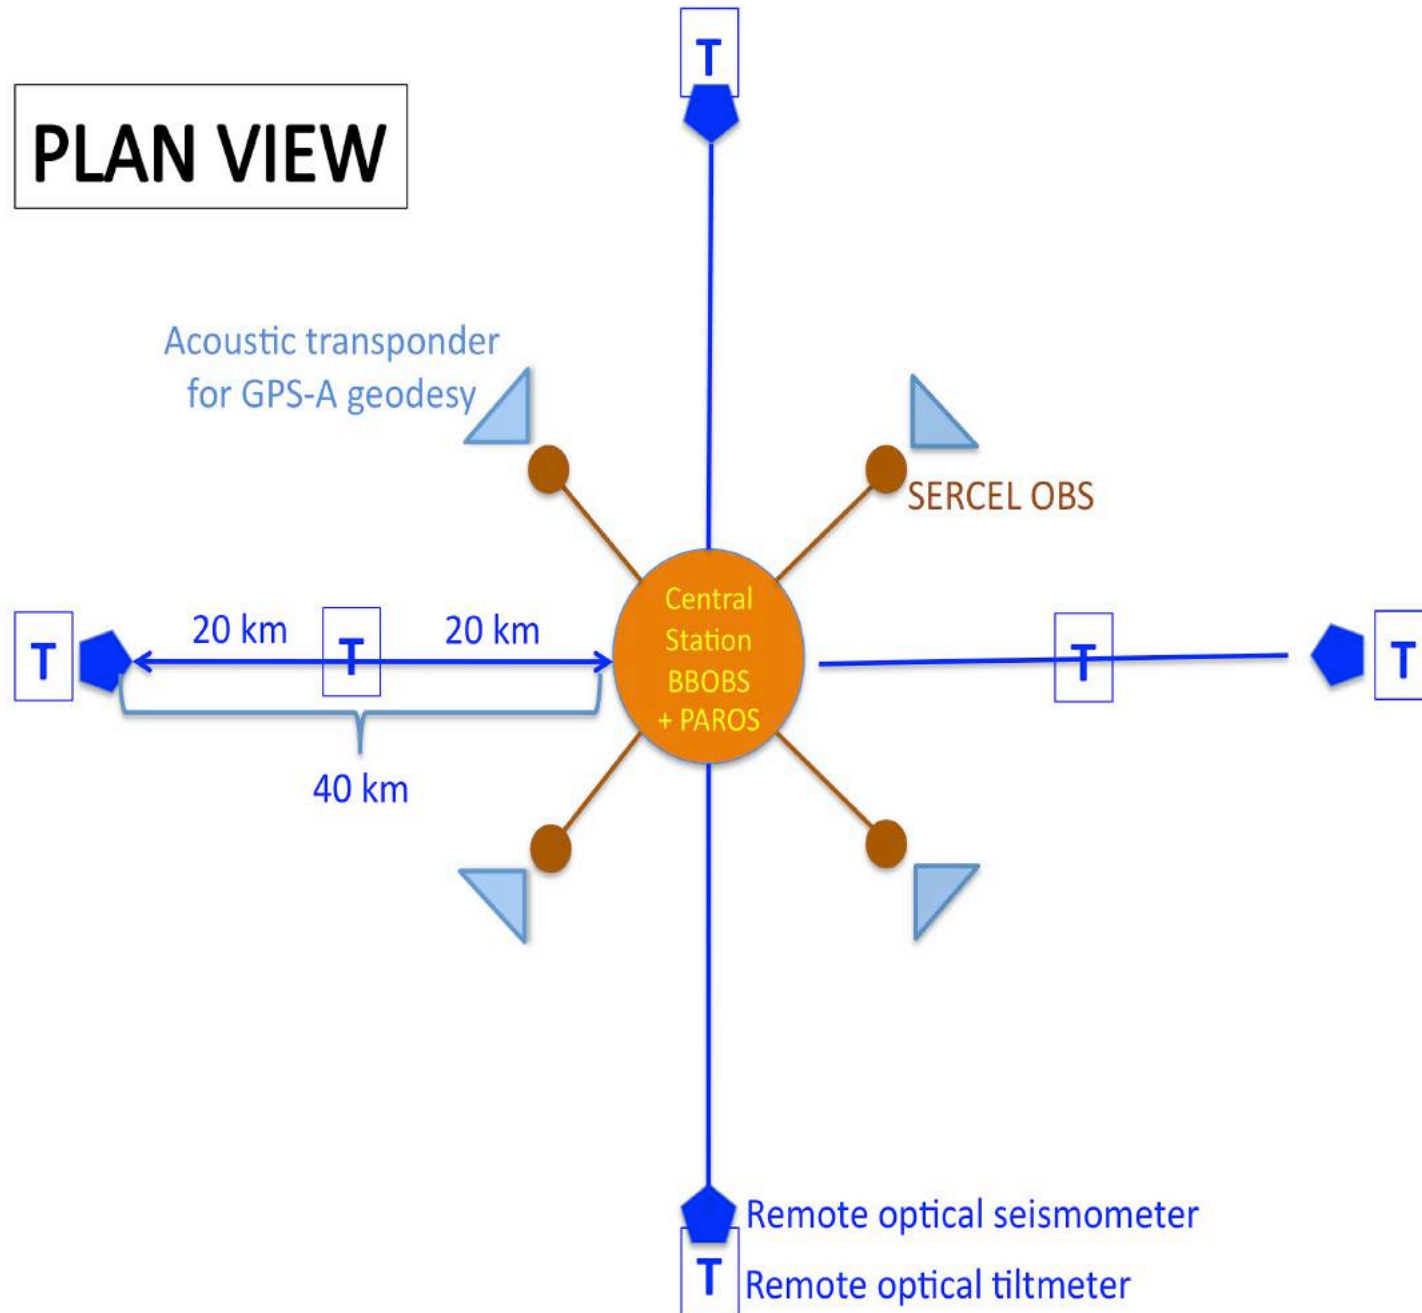 T
PLAN VIEW
Acoustic transponder
for GPS-A geodesy
SERCEL OBS
Central
Station
BBOBS
+ PAROS
T
20 km
T
20 km
T
T
40 km
Remote optical seismometer
T
Remote optical tiltmeter